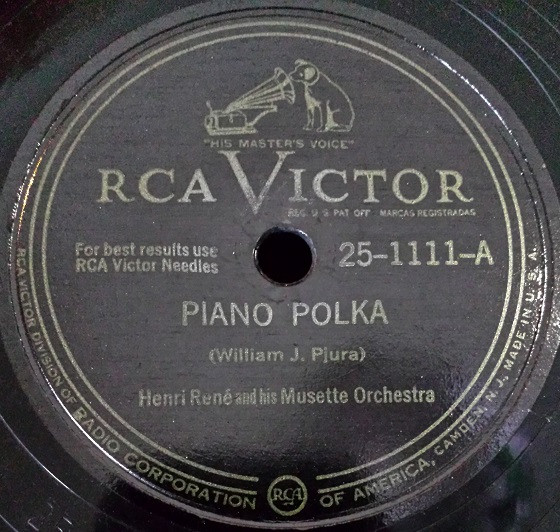 "HIS MASTER'S VOICE"
RCA VICTOR
REG. U S PAT OFF MARCAS REGISTRADAS
For best results use
RCA Victor Needles
25-1111-A
PIANO POLKA
(William J. Pjura)
Henri René and his Musette Orchestra
RCA VICTOR DIVISION OF RADIO CORPORATION OF AMERICA, CAMDEN, N.J., MADE IN U.S.A.
RCA